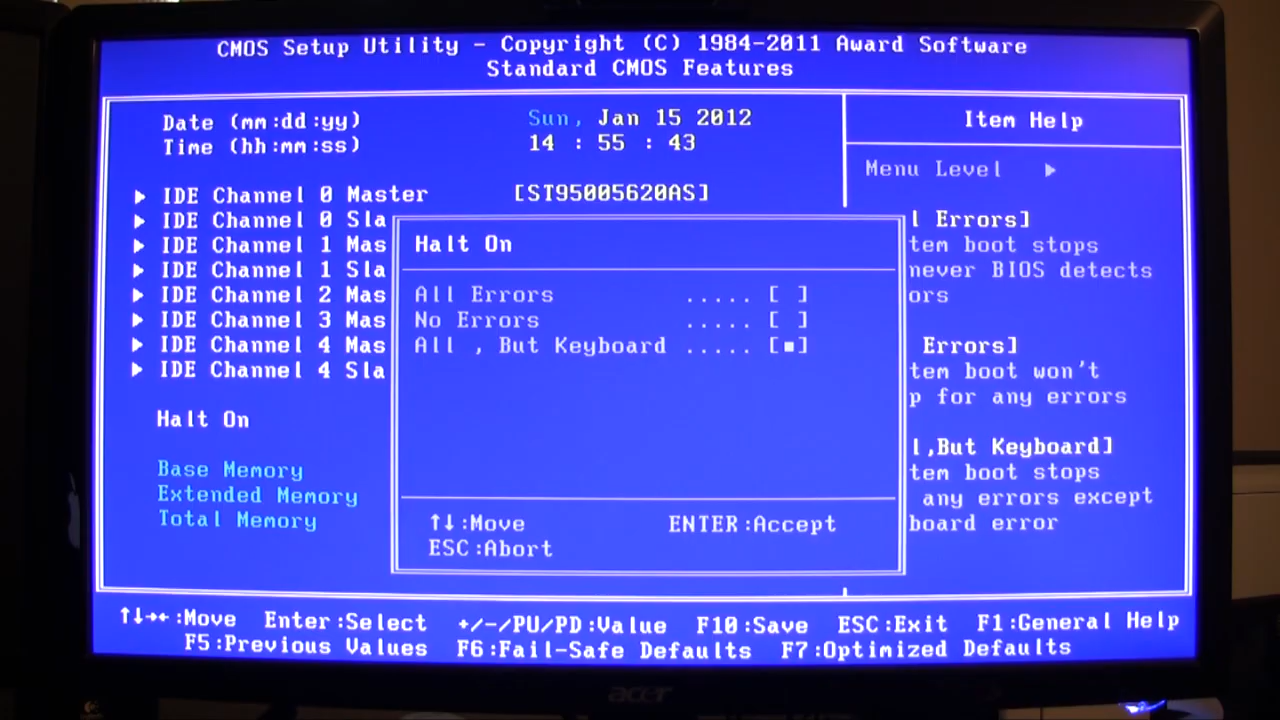 CMOS Setup Utility - Copyright (C) 1984-2011 Award Software
Standard CMOS Features
Date (mm:dd:yy) Sun, Jan 15 2012
Time (hh:mm:ss) 14 : 55 : 43
▶ IDE Channel 0 Master [ST95005620AS]
▶ IDE Channel 0 Sla
▶ IDE Channel 1 Mas
▶ IDE Channel 1 Sla
▶ IDE Channel 2 Mas
▶ IDE Channel 3 Mas
▶ IDE Channel 4 Mas
▶ IDE Channel 4 Sla
Halt On
Base Memory
Extended Memory
Total Memory
Halt On
All Errors ..... [ ]
No Errors ..... [ ]
All , But Keyboard ..... [■]
↑↓:Move ENTER:Accept
ESC:Abort
Item Help
Menu Level ▶
l Errors]
tem boot stops
never BIOS detects
ors
Errors]
tem boot won't
p for any errors
l,But Keyboard]
tem boot stops
any errors except
board error
↑↓→←:Move Enter:Select +/-/PU/PD:Value F10:Save ESC:Exit F1:General Help
F5:Previous Values F6:Fail-Safe Defaults F7:Optimized Defaults
acer